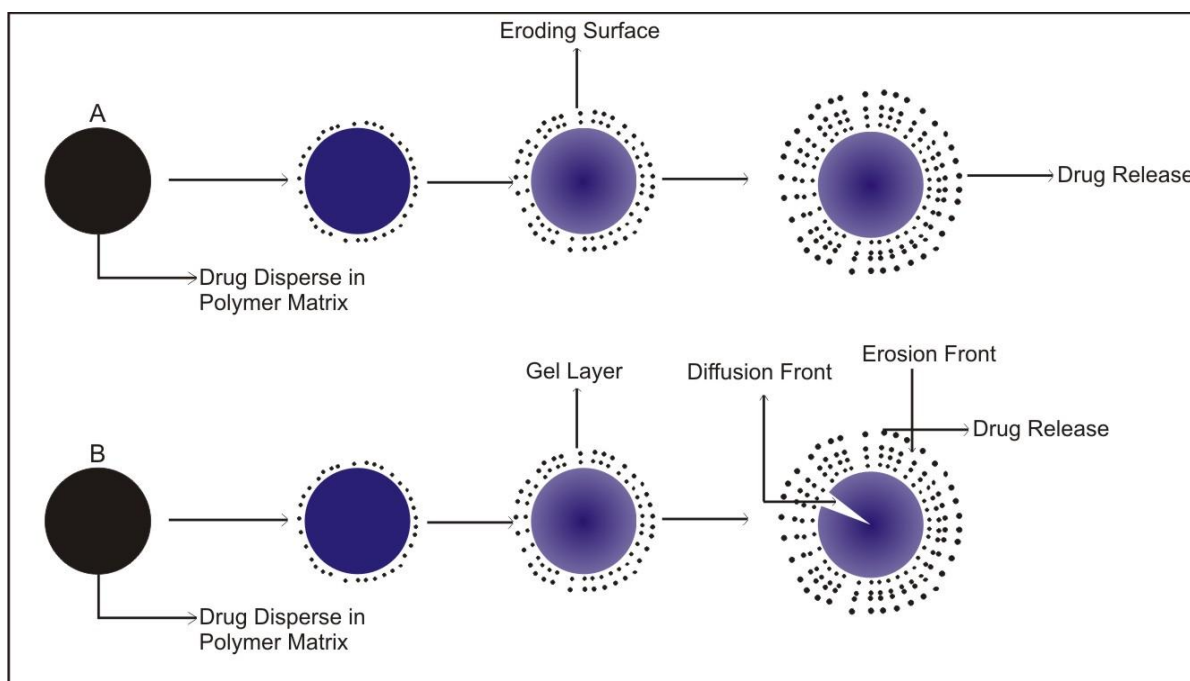 Eroding Surface
A
Drug Release
Drug Disperse in
Polymer Matrix
Erosion Front
Gel Layer
Diffusion Front
Drug Release
B
Drug Disperse in
Polymer Matrix